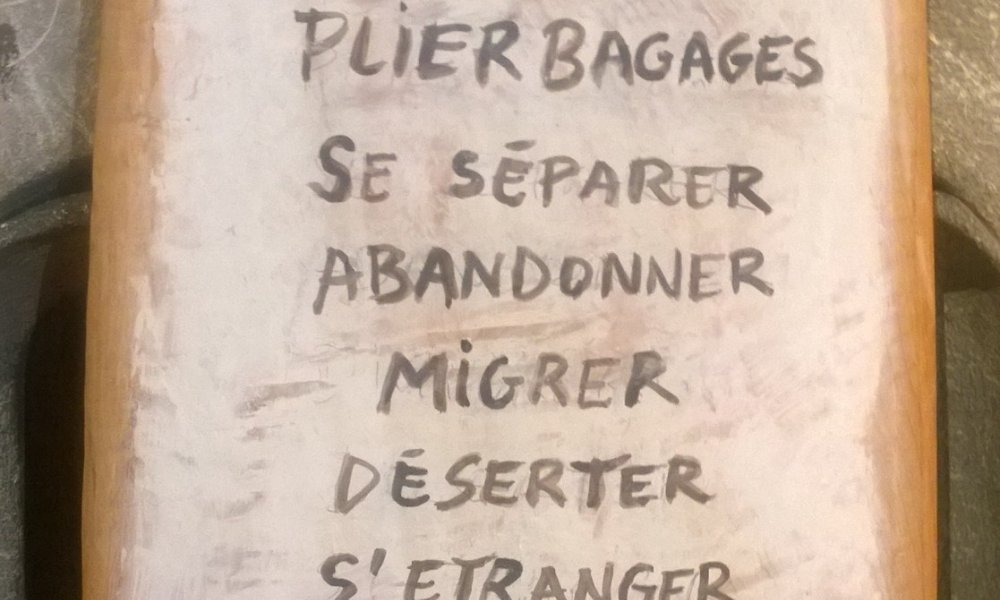 PLiER BAGAGES
SE SÉPARER
ABANDONNER
MiGRER
DÉSERTER
S'ETRANGER